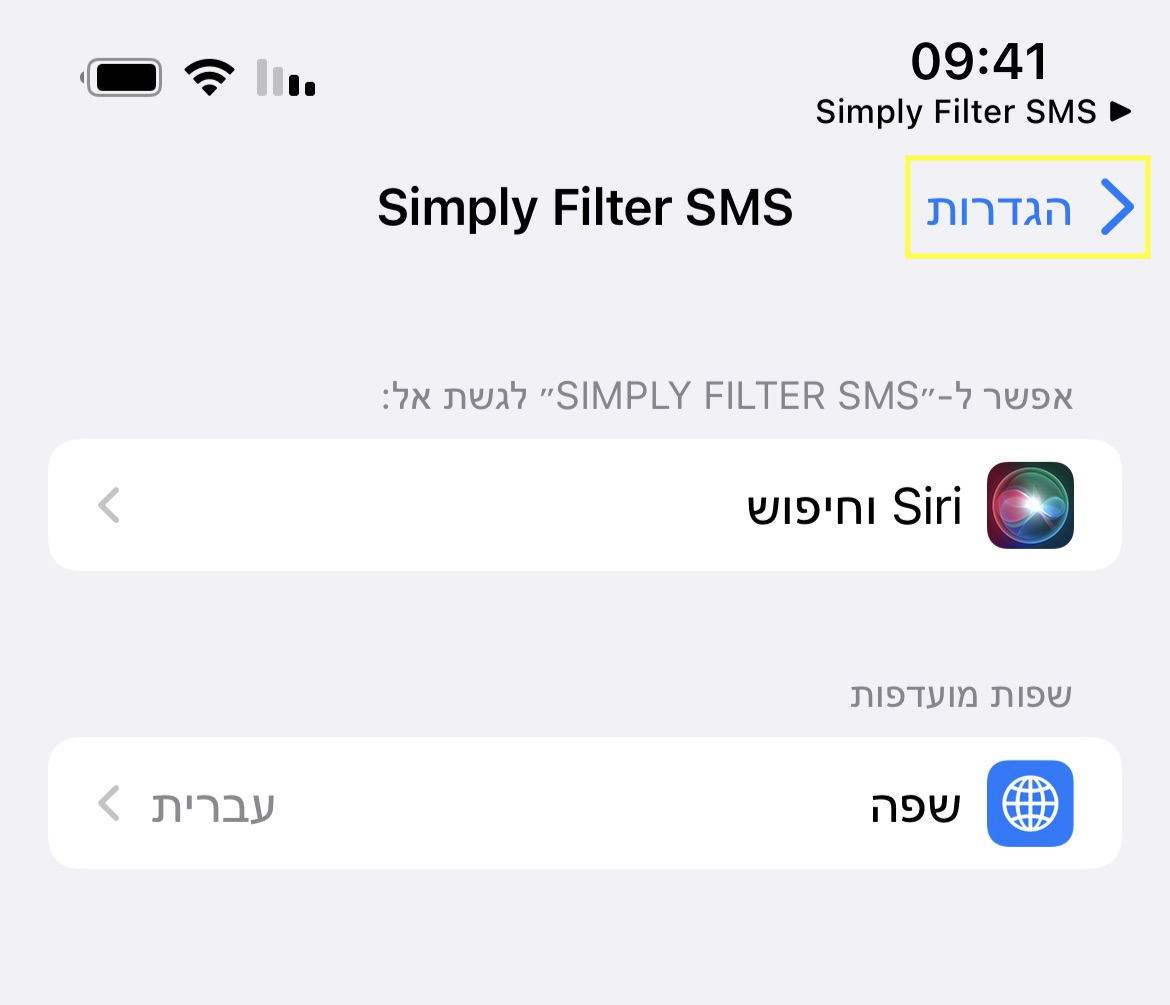 09:41
Simply Filter SMS
הגדרות
Simply Filter SMS
אפשר ל-״SIMPLY FILTER SMS״ לגשת אל:
Siri וחיפוש
שפות מועדפות
שפה
עברית